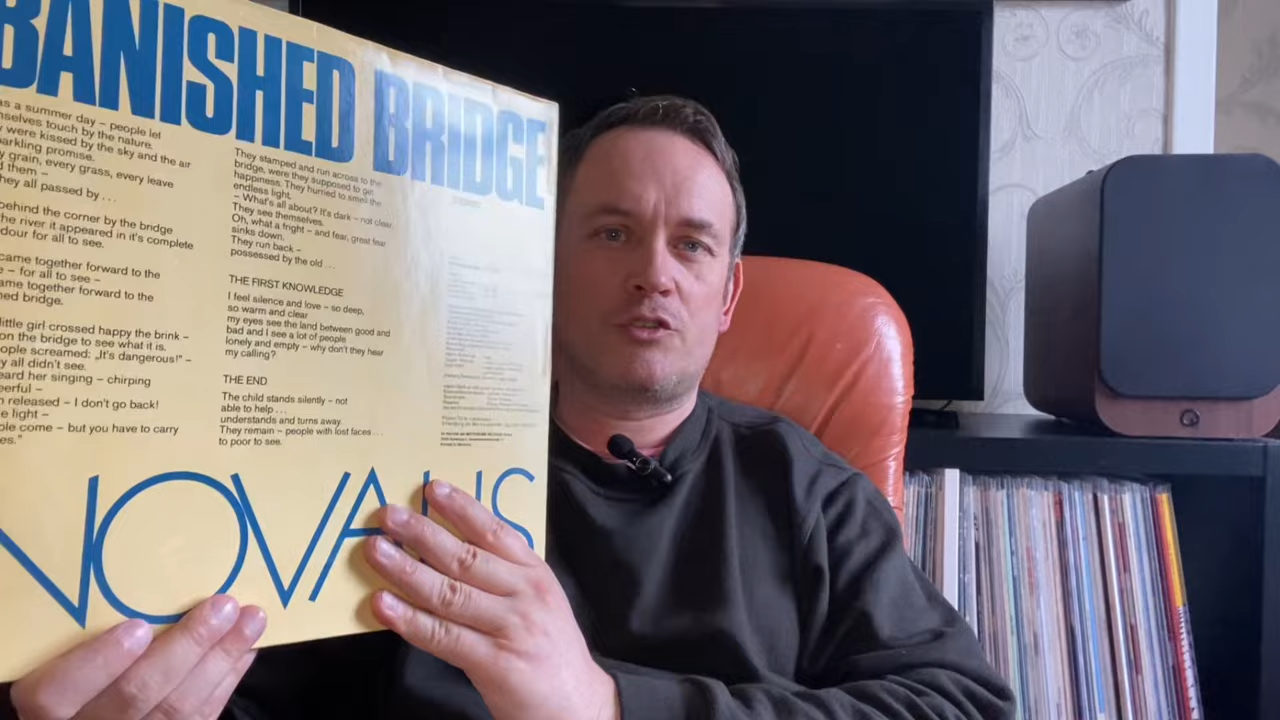 BANISHED BRIDGE
as a summer day – people let
selves touch by the nature.
were kissed by the sky and the air
arkling promise.
grain, every grass, every leave
d them –
hey all passed by ...
behind the corner by the bridge
the river it appeared in it's complete
dour for all to see.
came together forward to the
e – for all to see –
ame together forward to the
ned bridge.
little girl crossed happy the brink –
on the bridge to see what it is.
ople screamed: „It's dangerous!" –
y all didn't see.
eard her singing – chirping
eerful –
n released – I don't go back!
e light –
ple come – but you have to carry
es."
They stamped and run across to the
bridge, were they supposed to get
happiness. They hurried to smell the
endless light.
– What's all about? It's dark – not clear.
They see themselves.
Oh, what a fright – and fear, great fear
sinks down.
They run back –
possessed by the old ...
THE FIRST KNOWLEDGE
I feel silence and love – so deep,
so warm and clear
my eyes see the land between good and
bad and I see a lot of people
lonely and empty – why don't they hear
my calling?
THE END
The child stands silently – not
able to help ...
understands and turns away.
They remain – people with lost faces ...
to poor to see.
NOVALIS